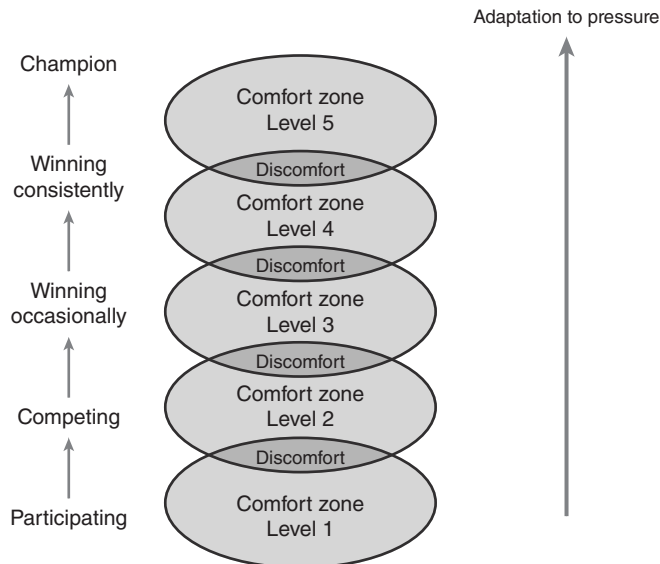 Adaptation to pressure
Champion
Comfort zone
Level 5
Discomfort
Winning
consistently
Comfort zone
Level 4
Discomfort
Winning
occasionally
Comfort zone
Level 3
Discomfort
Competing
Comfort zone
Level 2
Discomfort
Participating
Comfort zone
Level 1